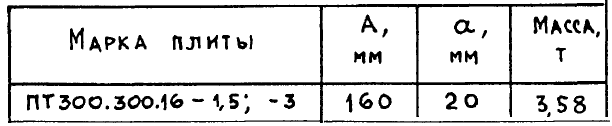 Марка плиты А, мм а, мм Масса, т
ПТ300.300.16-1,5; -3 160 20 3,58